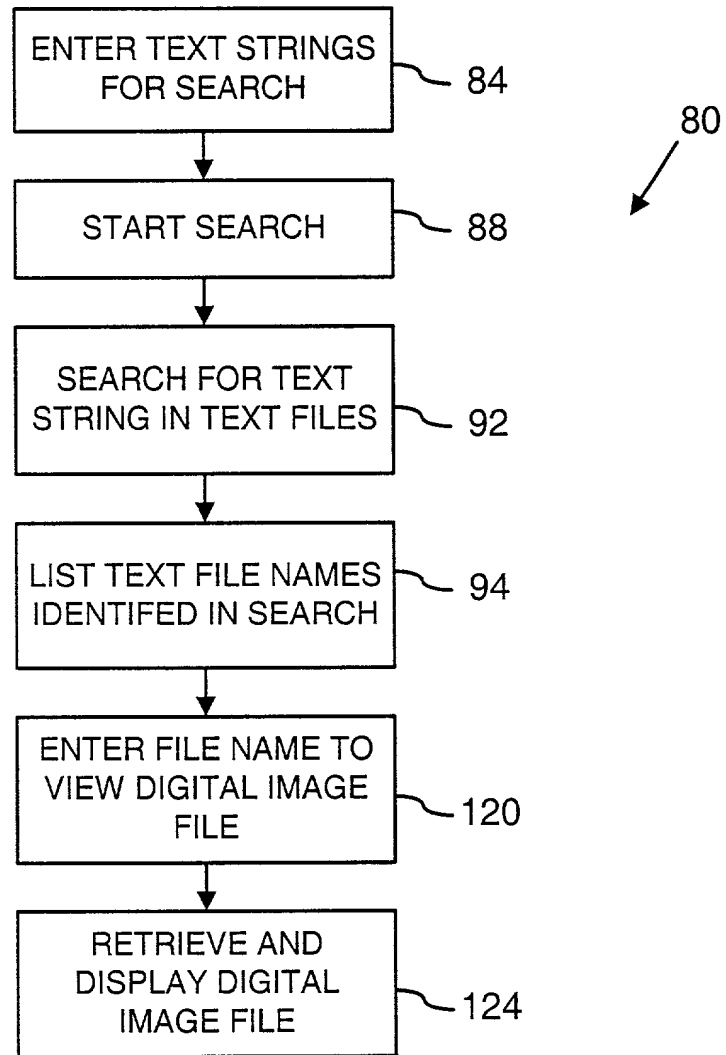 ENTER TEXT STRINGS
FOR SEARCH
84
80
START SEARCH
88
SEARCH FOR TEXT
STRING IN TEXT FILES
92
LIST TEXT FILE NAMES
IDENTIFED IN SEARCH
94
ENTER FILE NAME TO
VIEW DIGITAL IMAGE
FILE
120
RETRIEVE AND
DISPLAY DIGITAL
IMAGE FILE
124